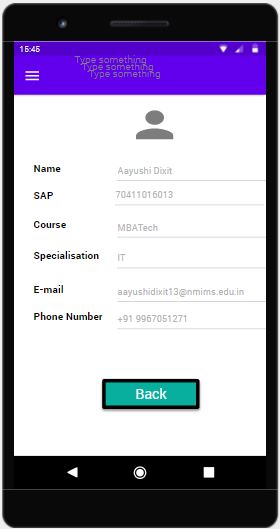 15:45
Type something
Type something
Type something
Name Aayushi Dixit
SAP 70411016013
Course MBATech
Specialisation IT
E-mail aayushidixit13@nmims.edu.in
Phone Number +91 9967051271
Back